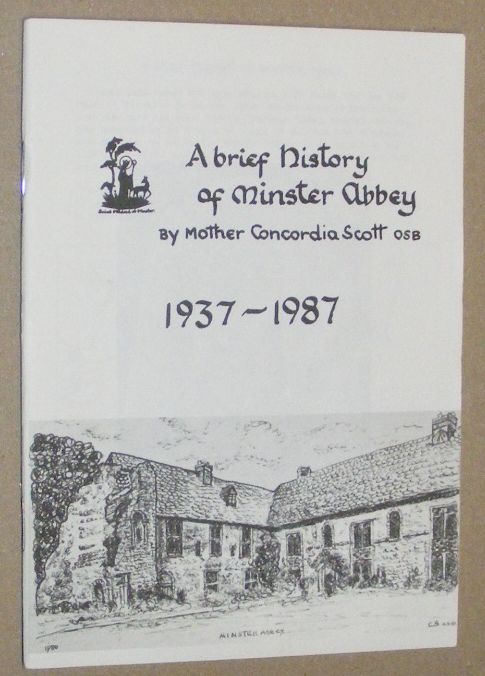 A brief History
of Minster Abbey
By Mother Concordia Scott OSB
1937-1987
MINSTER ABBEY